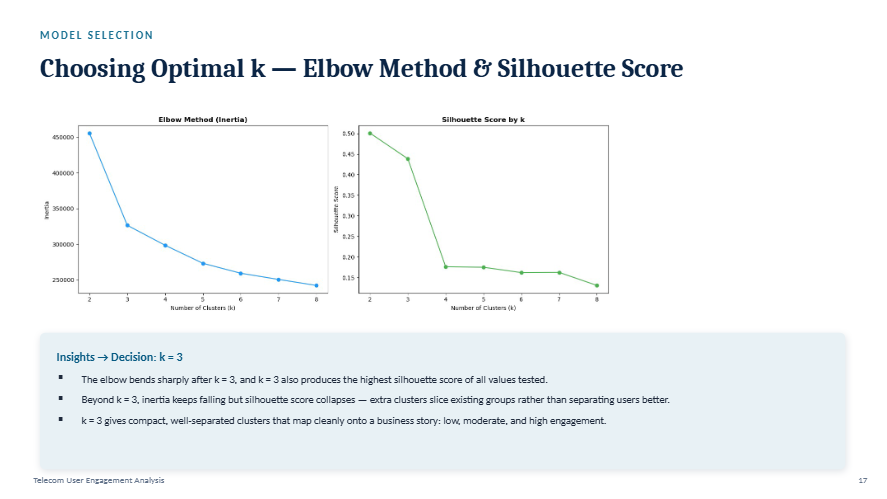 MODEL SELECTION
Choosing Optimal k — Elbow Method & Silhouette Score
Elbow Method (Inertia)
450000
400000
350000
300000
250000
Inertia
2 3 4 5 6 7 8
Number of Clusters (k)
Silhouette Score by k
0.50
0.45
0.40
0.35
0.30
0.25
0.20
0.15
Silhouette Score
2 3 4 5 6 7 8
Number of Clusters (k)
Insights → Decision: k = 3
▪ The elbow bends sharply after k = 3, and k = 3 also produces the highest silhouette score of all values tested.
▪ Beyond k = 3, inertia keeps falling but silhouette score collapses — extra clusters slice existing groups rather than separating users better.
▪ k = 3 gives compact, well-separated clusters that map cleanly onto a business story: low, moderate, and high engagement.
Telecom User Engagement Analysis
17